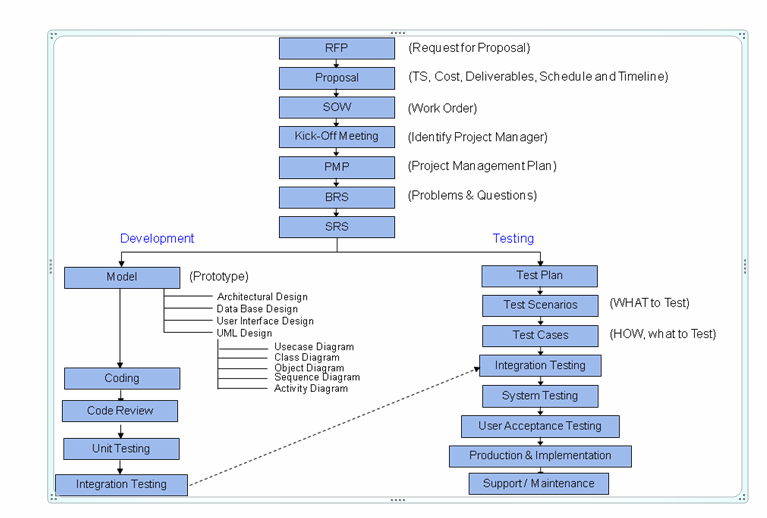 RFP (Request for Proposal)
Proposal (TS, Cost, Deliverables, Schedule and Timeline)
SOW (Work Order)
Kick-Off Meeting (Identify Project Manager)
PMP (Project Management Plan)
BRS (Problems & Questions)
SRS
Development
Testing
Model (Prototype)
Architectural Design
Data Base Design
User Interface Design
UML Design
Usecase Diagram
Class Diagram
Object Diagram
Sequence Diagram
Activity Diagram
Coding
Code Review
Unit Testing
Integration Testing
Test Plan
Test Scenarios (WHAT to Test)
Test Cases (HOW, what to Test)
Integration Testing
System Testing
User Acceptance Testing
Production & Implementation
Support / Maintenance